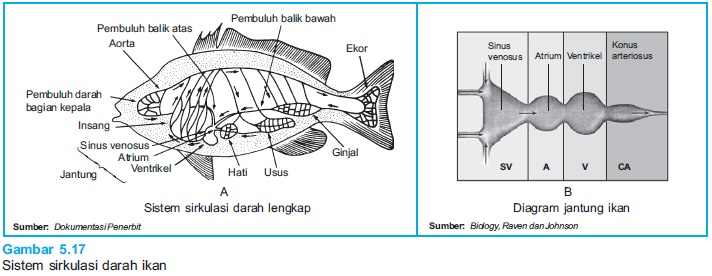 Pembuluh balik atas
Pembuluh balik bawah
Aorta
Ekor
Pembuluh darah
bagian kepala
Insang
Sinus venosus
Atrium
Ventrikel
Jantung
Hati
Usus
Ginjal
A
Sistem sirkulasi darah lengkap
Sumber: Dokumentasi Penerbit
Sinus
venosus
Atrium
Ventrikel
Konus
arteriosus
SV
A
V
CA
B
Diagram jantung ikan
Sumber: Biology, Raven dan Johnson
Gambar 5.17
Sistem sirkulasi darah ikan